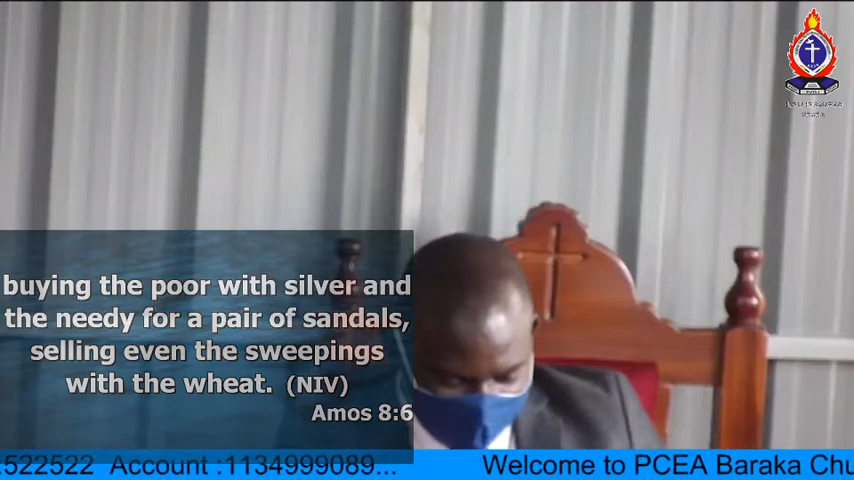 buying the poor with silver and
the needy for a pair of sandals,
selling even the sweepings
with the wheat. (NIV)
Amos 8:6
:522522 Account :1134999089... Welcome to PCEA Baraka Chu